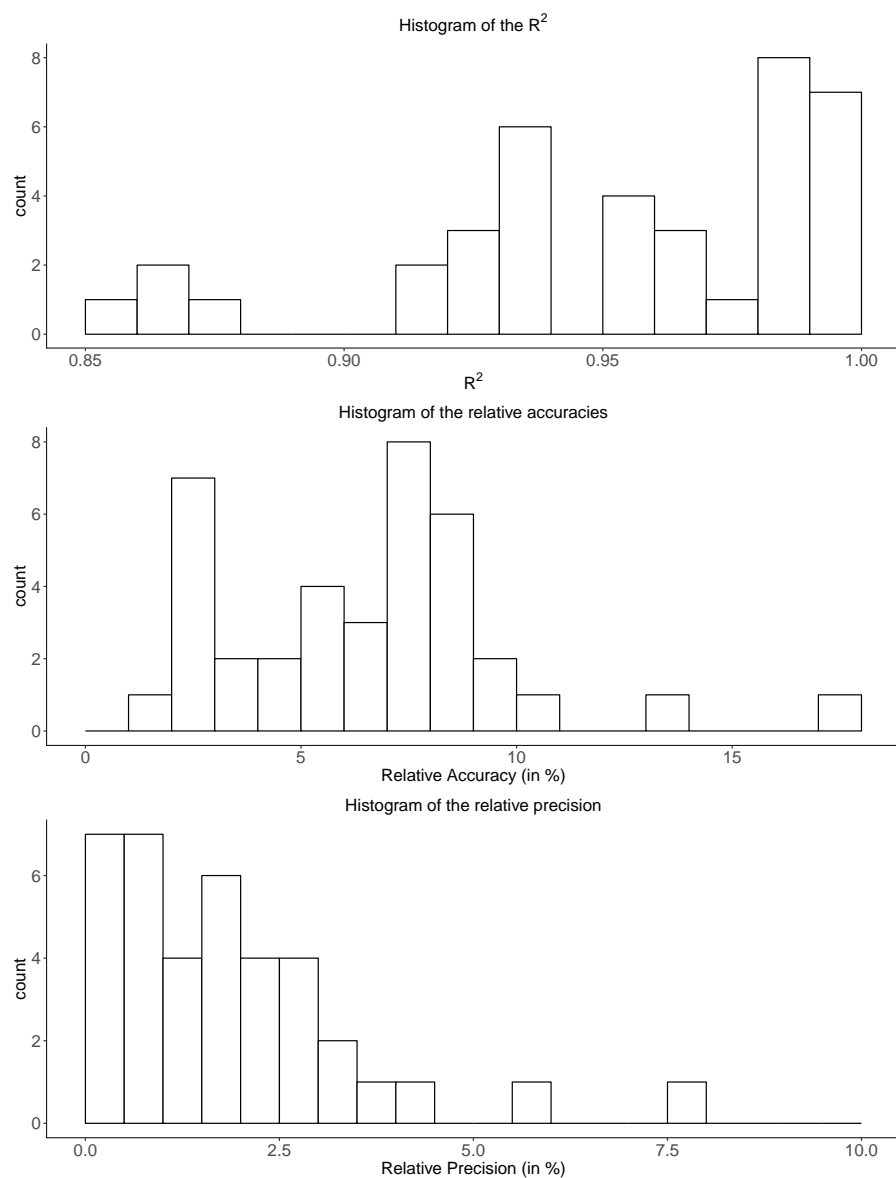 Histogram of the R²
8
6
4
2
0
count
0.85 0.90 0.95 1.00
R²
Histogram of the relative accuracies
8
6
4
2
0
count
0 5 10 15
Relative Accuracy (in %)
Histogram of the relative precision
6
4
2
0
count
0.0 2.5 5.0 7.5 10.0
Relative Precision (in %)